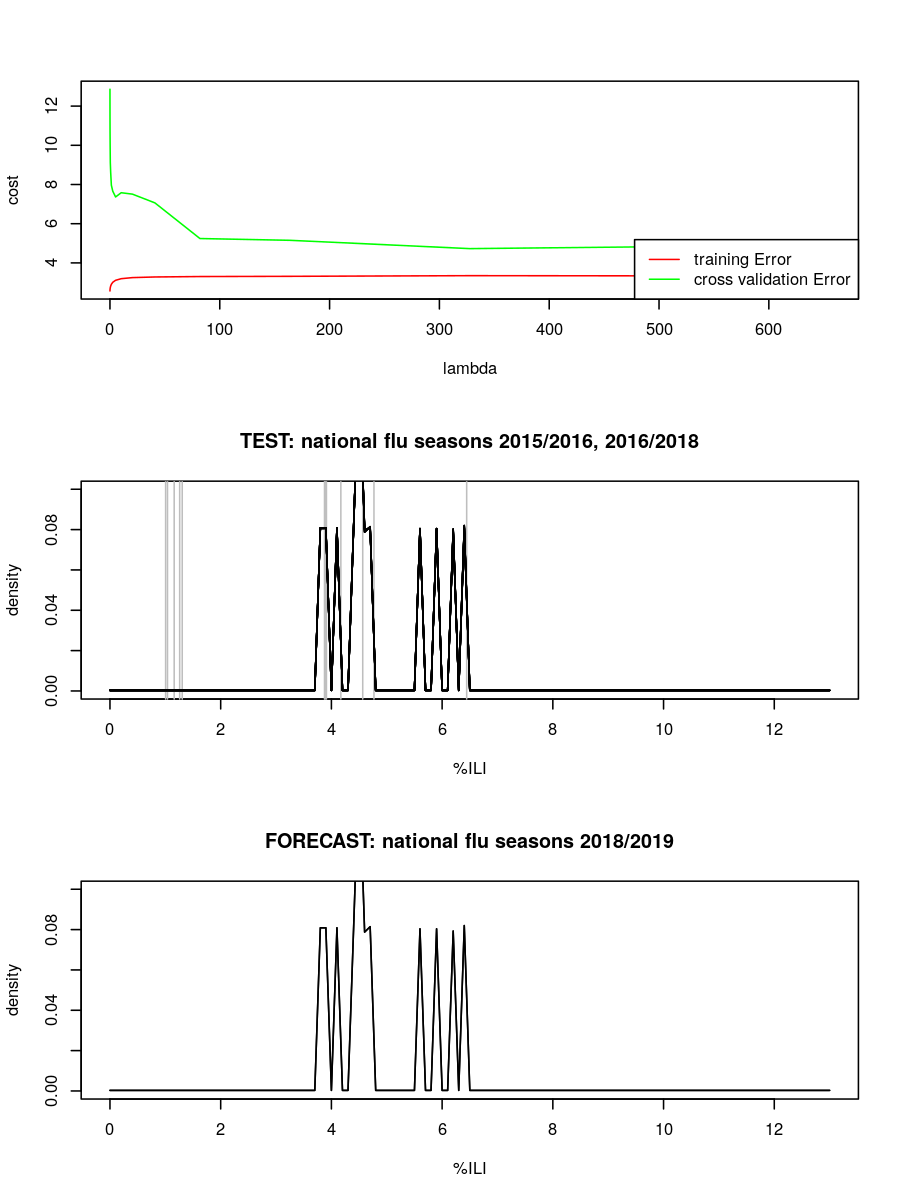 12
10
8
6
4
cost
training Error
cross validation Error
0 100 200 300 400 500 600
lambda
TEST: national flu seasons 2015/2016, 2016/2018
0.08
0.04
0.00
density
0 2 4 6 8 10 12
%ILI
FORECAST: national flu seasons 2018/2019
0.08
0.04
0.00
density
0 2 4 6 8 10 12
%ILI